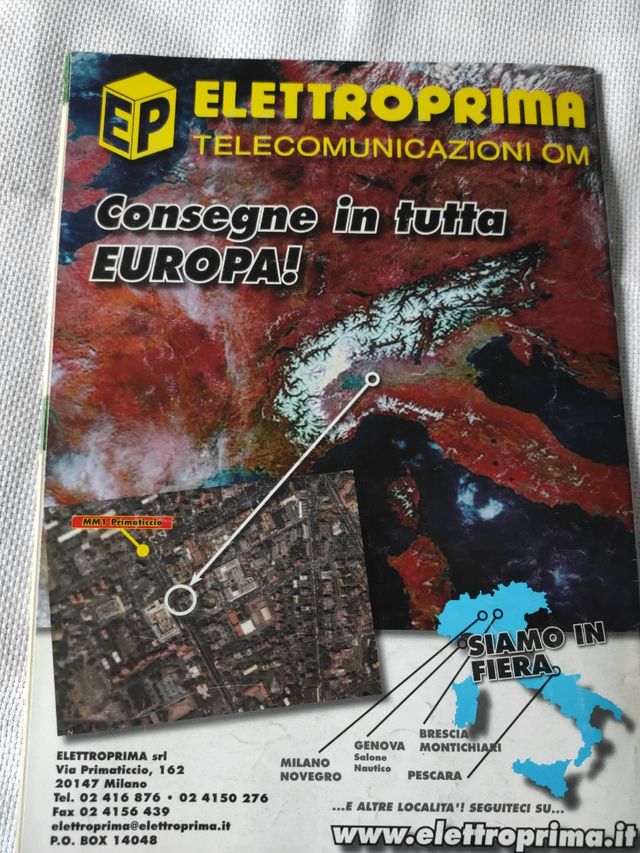 EP
ELETTROPRIMA
TELECOMUNICAZIONI OM
Consegne in tutta
EUROPA!
MM1 Primaticcio
N
SIAMO IN
FIERA
MILANO
NOVEGRO
GENOVA
Salone
Nautico
BRESCIA
MONTICHIARI
PESCARA
...E ALTRE LOCALITA'! SEGUITECI SU...
www.elettroprima.it
ELETTROPRIMA srl
Via Primaticcio, 162
20147 Milano
Tel. 02 416 876 • 02 4150 276
Fax 02 4156 439
elettroprima@elettroprima.it
P.O. BOX 14048